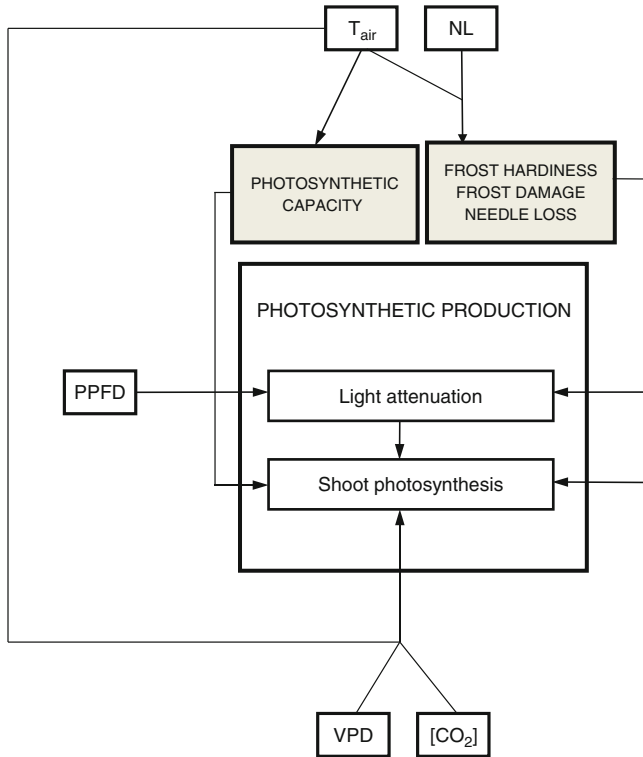 T_air
NL
PHOTOSYNTHETIC
CAPACITY
FROST HARDINESS
FROST DAMAGE
NEEDLE LOSS
PHOTOSYNTHETIC PRODUCTION
PPFD
Light attenuation
Shoot photosynthesis
VPD
[CO₂]